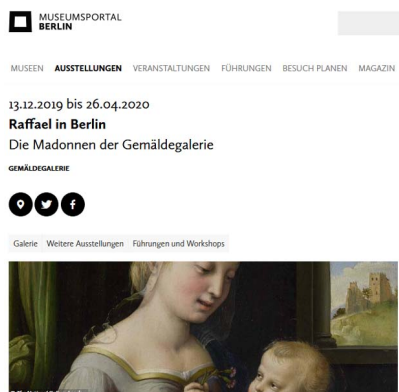 MUSEUMSPORTAL
BERLIN
MUSEEN AUSSTELLUNGEN VERANSTALTUNGEN FÜHRUNGEN BESUCH PLANEN MAGAZIN
13.12.2019 bis 26.04.2020
Raffael in Berlin
Die Madonnen der Gemäldegalerie
GEMÄLDEGALERIE
Galerie Weitere Ausstellungen Führungen und Workshops